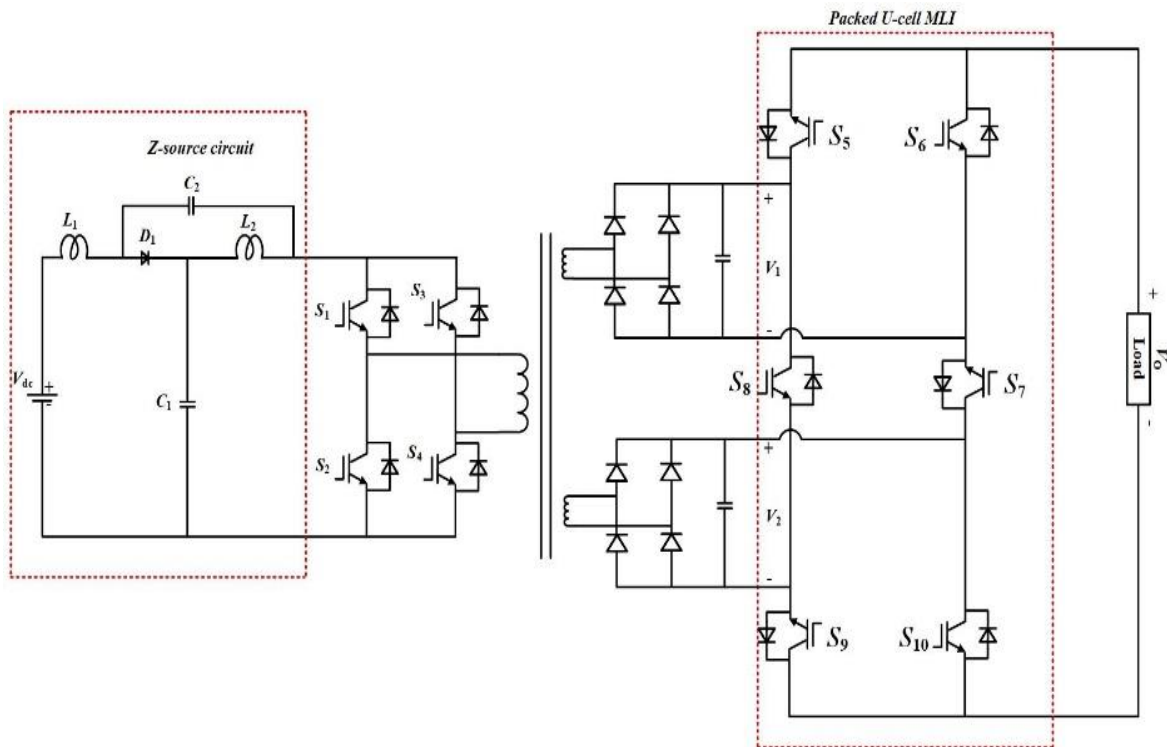 Packed U-cell MLI
Z-source circuit
C2
L1
D1
L2
S1
S3
Vdc
+
-
C1
S2
S4
S5
S6
+
V1
-
S8
S7
+
V2
-
S9
S10
+
Load
Vo
-